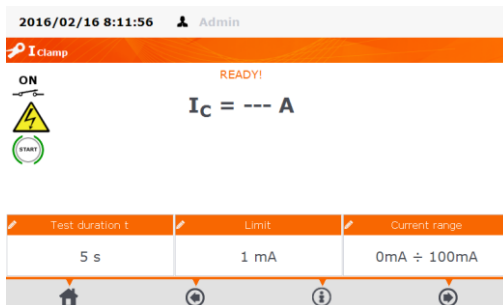 2016/02/16 8:11:56 Admin
I Clamp
ON
READY!
IC = --- A
START
Test duration t Limit Current range
5 s 1 mA 0mA ÷ 100mA